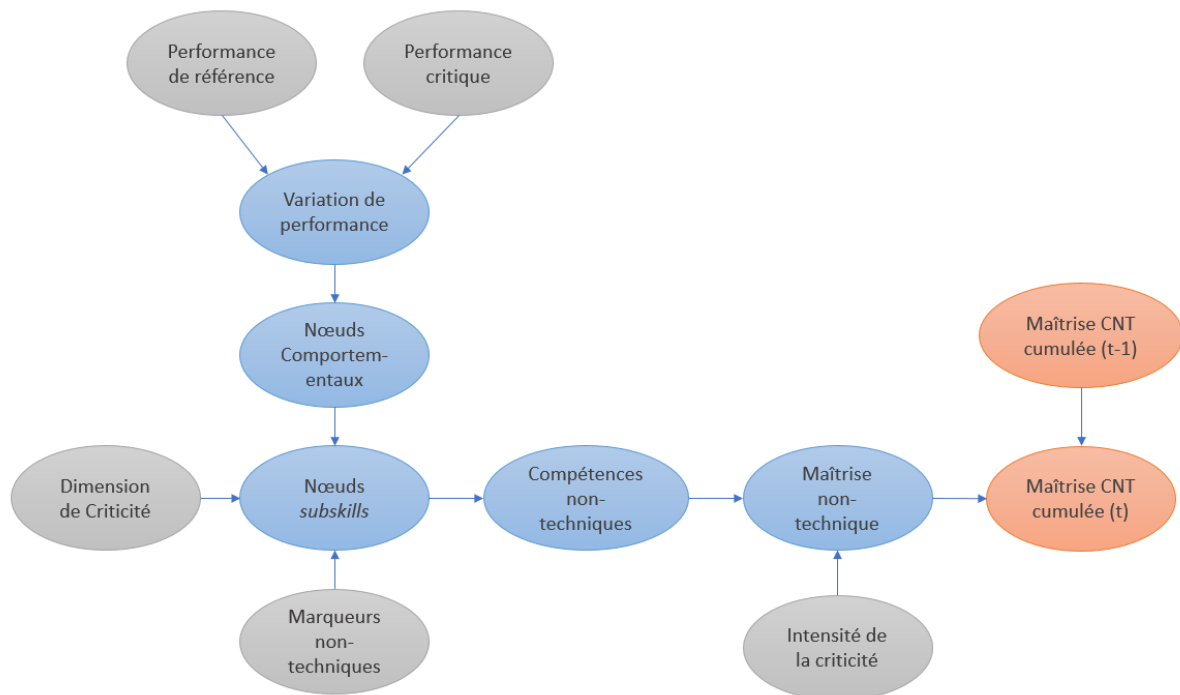 Performance
de référence
Performance
critique
Variation de
performance
Nœuds
Comportem-
entaux
Maîtrise CNT
cumulée (t-1)
Dimension
de Criticité
Nœuds
subskills
Compétences
non-
techniques
Maîtrise
non-
technique
Maîtrise CNT
cumulée (t)
Marqueurs
non-
techniques
Intensité de
la criticité